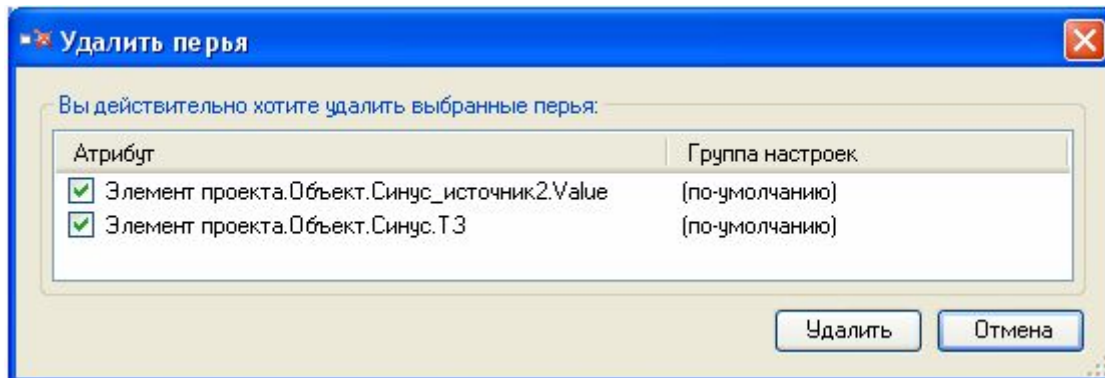 Удалить перья
Вы действительно хотите удалить выбранные перья:
Атрибут Группа настроек
Элемент проекта.Объект.Синус_источник2.Value (по-умолчанию)
Элемент проекта.Объект.Синус.Т3 (по-умолчанию)
Удалить Отмена